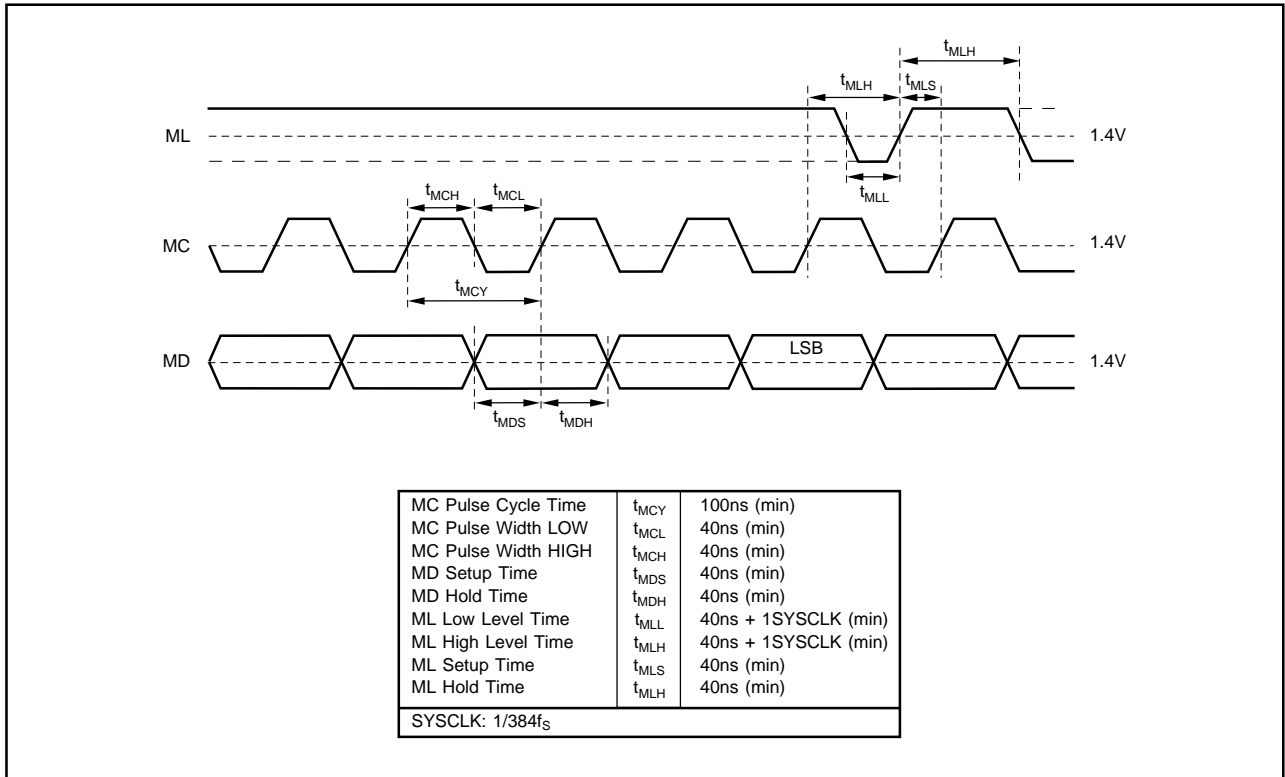 tMLH
tMLH tMLS
ML 1.4V
tMLL
tMCH tMCL
MC 1.4V
tMCY
LSB
MD 1.4V
tMDS tMDH
MC Pulse Cycle Time tMCY 100ns (min)
MC Pulse Width LOW tMCL 40ns (min)
MC Pulse Width HIGH tMCH 40ns (min)
MD Setup Time tMDS 40ns (min)
MD Hold Time tMDH 40ns (min)
ML Low Level Time tMLL 40ns + 1SYSCLK (min)
ML High Level Time tMLH 40ns + 1SYSCLK (min)
ML Setup Time tMLS 40ns (min)
ML Hold Time tMLH 40ns (min)
SYSCLK: 1/384fS